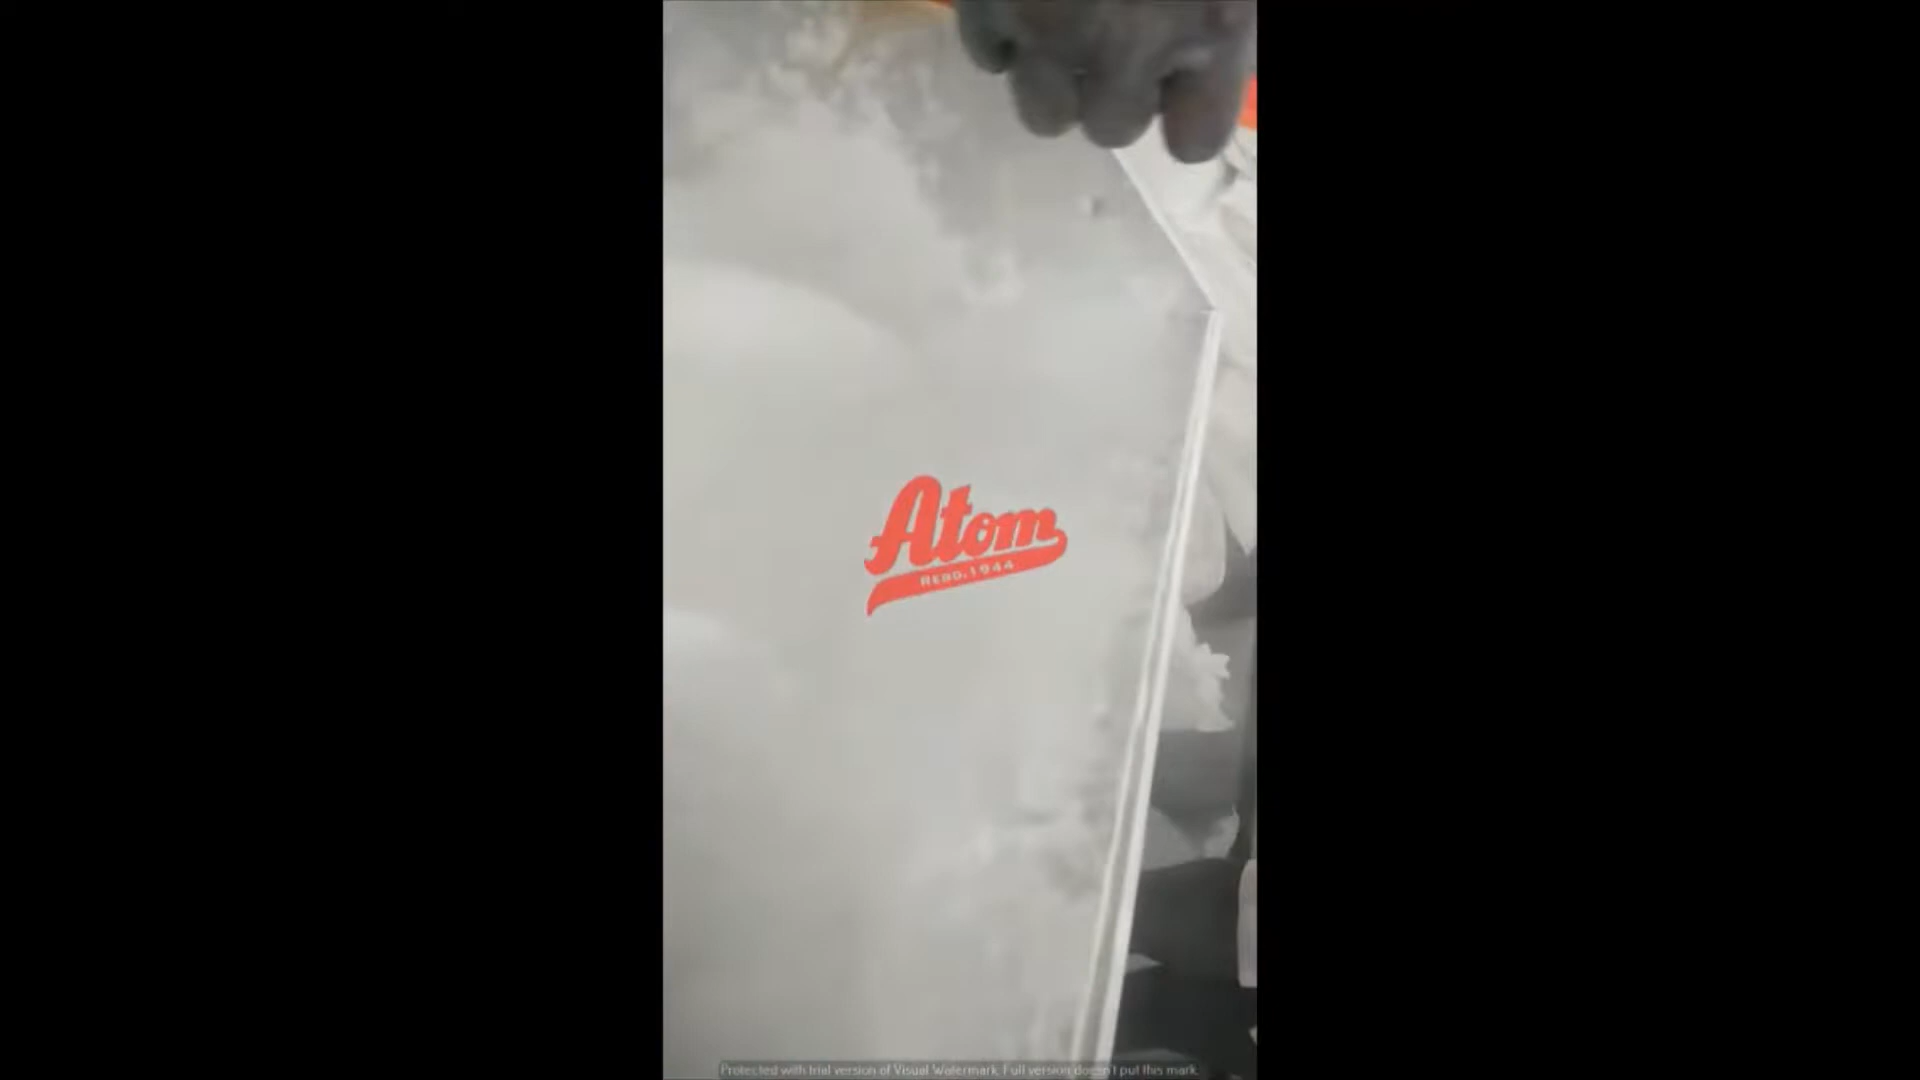 Atom
REGD.1944
Protected with trial version of Visual Watermark. Full version doesn't put this mark.